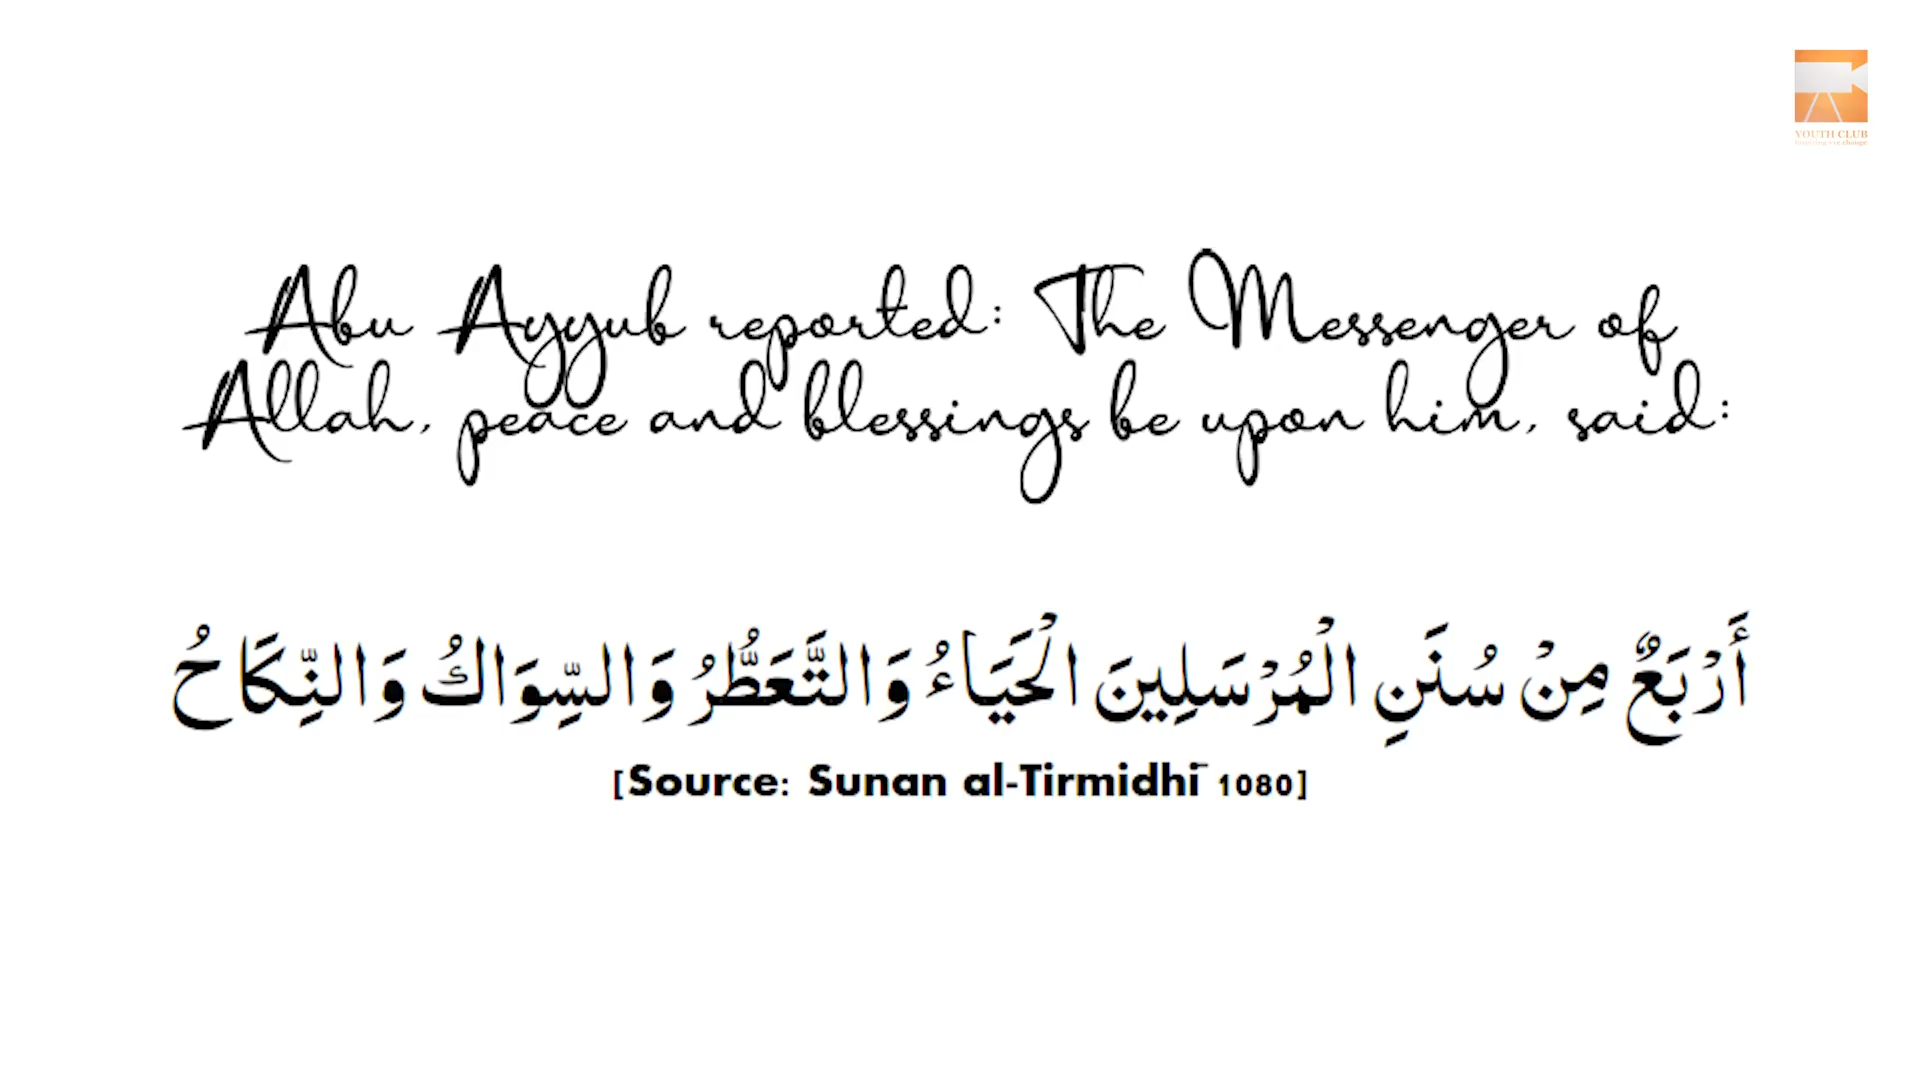 YOUTH CLUB
Abu Ayyub reported: The Messenger of
Allah, peace and blessings be upon him, said:
أَرْبَعٌ مِنْ سُنَنِ الْمُرْسَلِينَ الْحَيَاءُ وَالتَّعَطُّرُ وَالسِّوَاكُ وَالنِّكَاحُ
[Source: Sunan al-Tirmidhī 1080]